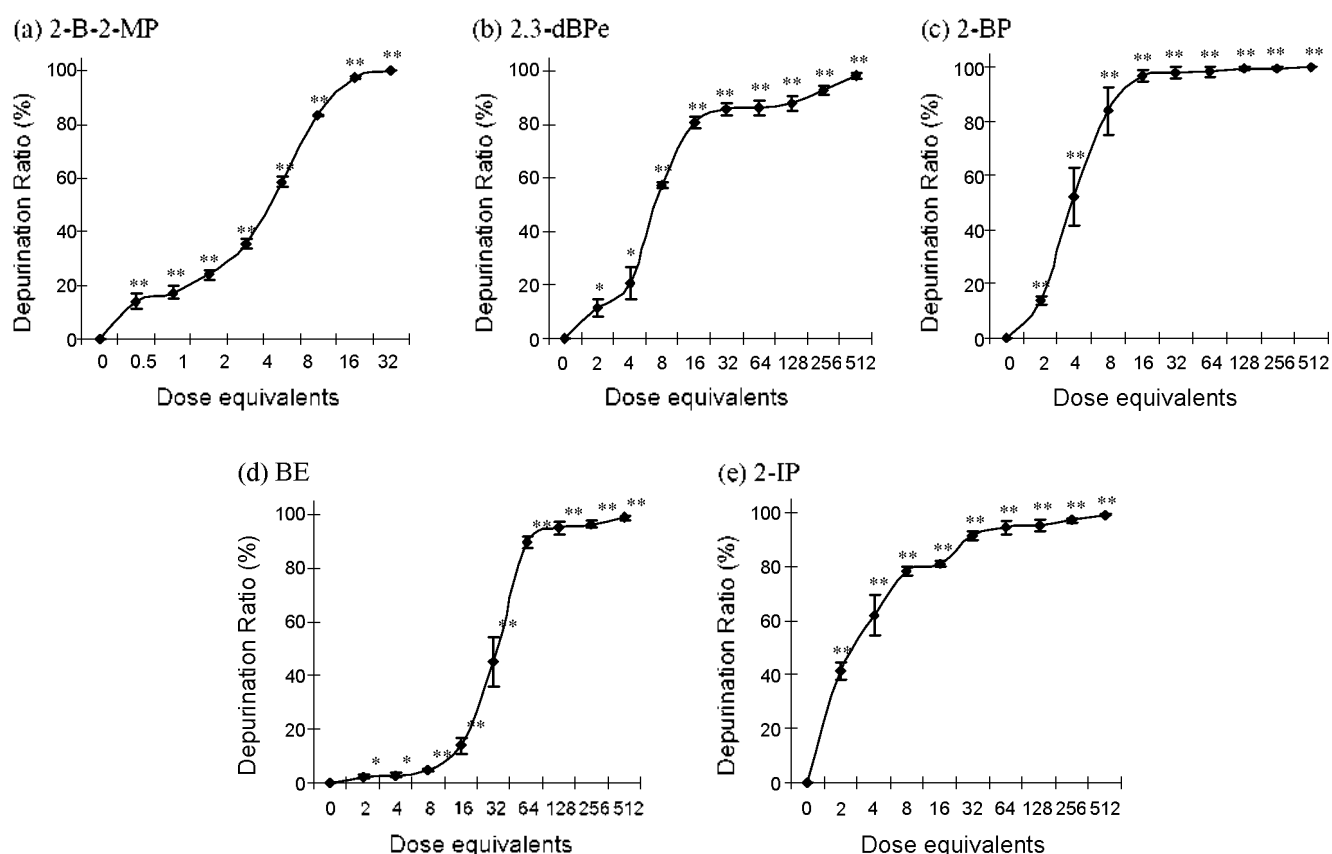 (a) 2-B-2-MP
Depurination Ratio (%)
100
80
60
40
20
0
** ** ** ** ** ** ** **
0 0.5 1 2 4 8 16 32
Dose equivalents
(b) 2.3-dBPe
Depurination Ratio (%)
100
80
60
40
20
0
* * ** ** ** ** ** ** **
0 2 4 8 16 32 64 128 256 512
Dose equivalents
(c) 2-BP
Depurination Ratio (%)
100
80
60
40
20
0
** ** ** ** ** ** ** ** **
0 2 4 8 16 32 64 128 256 512
Dose equivalents
(d) BE
Depurination Ratio (%)
100
80
60
40
20
0
* * ** ** ** ** ** ** **
0 2 4 8 16 32 64 128 256 512
Dose equivalents
(e) 2-IP
Depurination Ratio (%)
100
80
60
40
20
0
** ** ** ** ** ** ** ** **
0 2 4 8 16 32 64 128 256 512
Dose equivalents